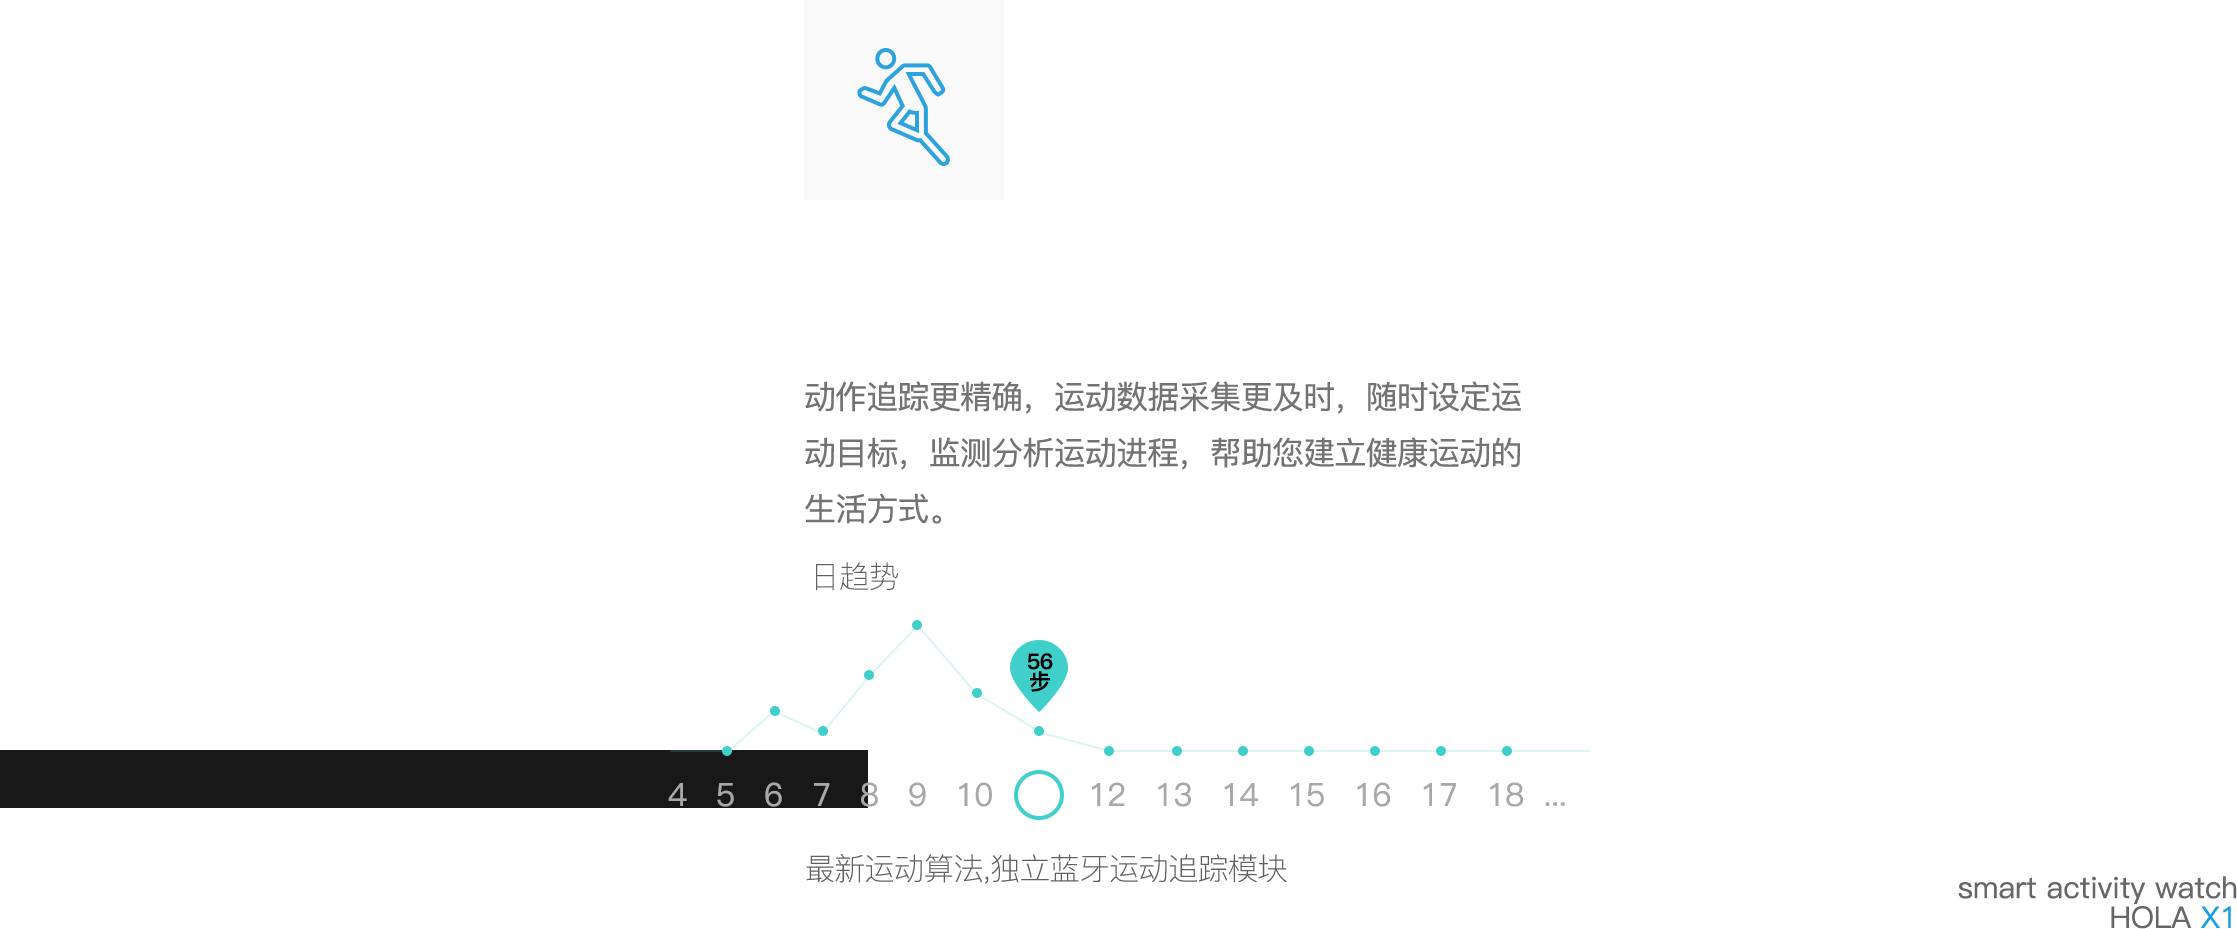 动作追踪更精确，运动数据采集更及时，随时设定运
动目标，监测分析运动进程，帮助您建立健康运动的
生活方式。
日趋势
56
步
4 5 6 7 8 9 10 12 13 14 15 16 17 18 ...
最新运动算法,独立蓝牙运动追踪模块
smart activity watch
HOLA X1